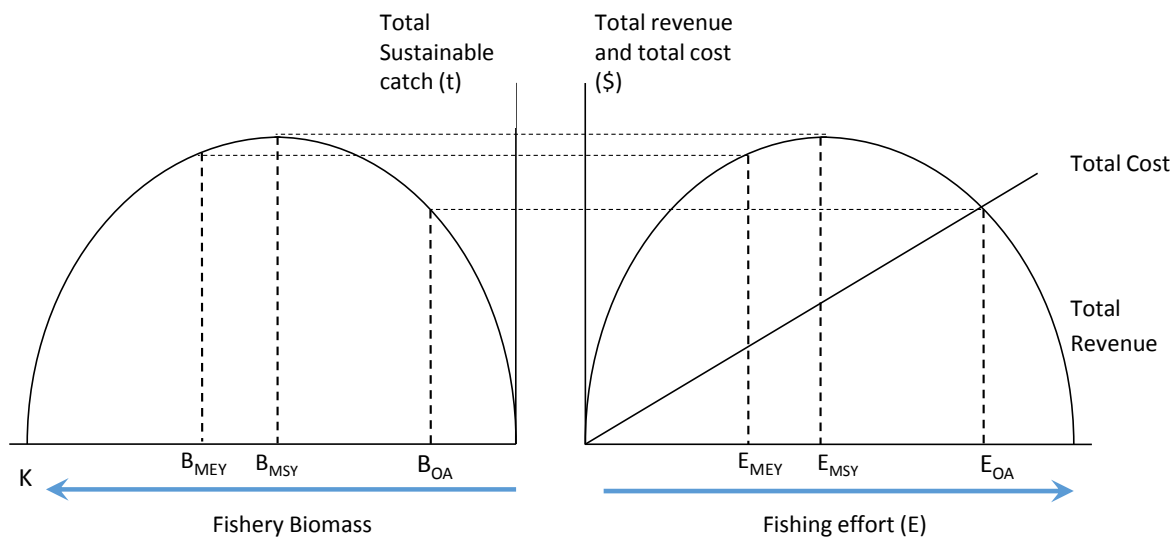 Total
Sustainable
catch (t)
Total revenue
and total cost
($)
Total Cost
Total
Revenue
K
B_MEY
B_MSY
B_OA
E_MEY
E_MSY
E_OA
Fishery Biomass
Fishing effort (E)